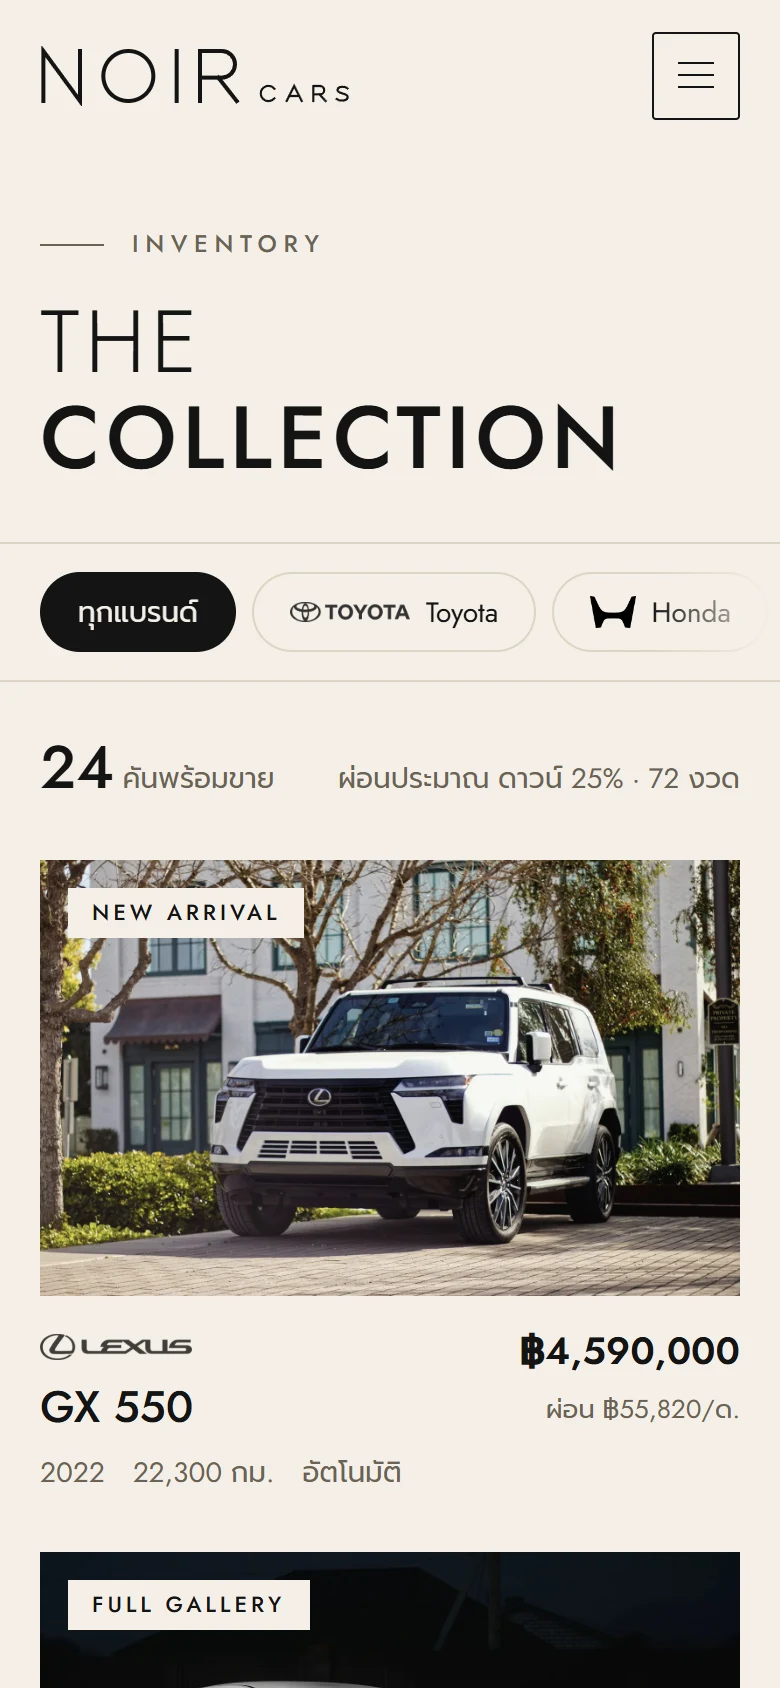 NOIR CARS
INVENTORY
THE
COLLECTION
ทุกแบรนด์
TOYOTA Toyota
Honda
24 คันพร้อมขาย
ผ่อนประมาณ ดาวน์ 25% · 72 งวด
NEW ARRIVAL
PRIVATE
PROPERTY
LEXUS
฿4,590,000
GX 550
ผ่อน ฿55,820/ด.
2022 22,300 กม. อัตโนมัติ
FULL GALLERY